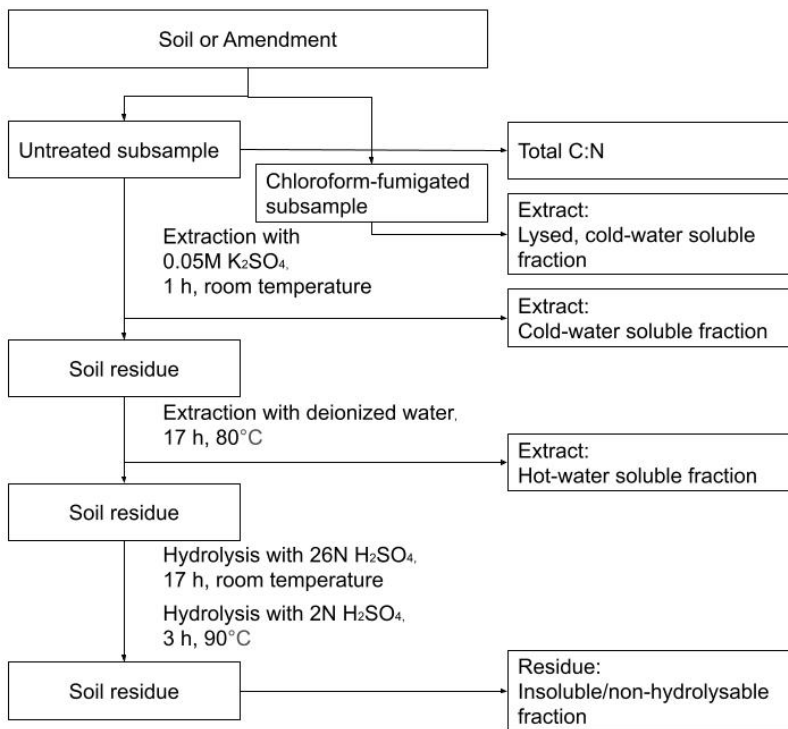 Soil or Amendment
Untreated subsample
Total C:N
Chloroform-fumigated
subsample
Extract:
Lysed, cold-water soluble
fraction
Extraction with
0.05M K₂SO₄,
1 h, room temperature
Extract:
Cold-water soluble fraction
Soil residue
Extraction with deionized water,
17 h, 80°C
Extract:
Hot-water soluble fraction
Soil residue
Hydrolysis with 26N H₂SO₄,
17 h, room temperature
Hydrolysis with 2N H₂SO₄,
3 h, 90°C
Soil residue
Residue:
Insoluble/non-hydrolysable
fraction